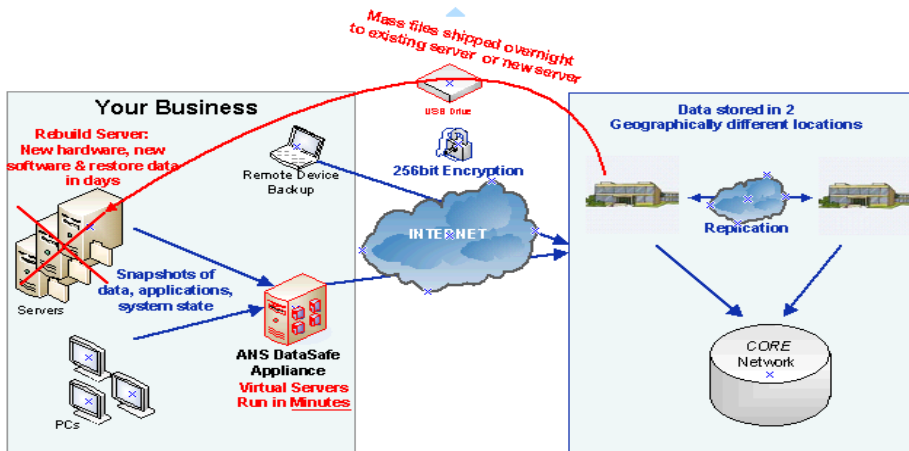 Mass files shipped overnight
to existing server or new server
USB Drive
Your Business
Rebuild Server:
New hardware, new
software & restore data
in days
Remote Device
Backup
256bit Encryption
INTERNET
Servers
Snapshots of
data, applications,
system state
ANS DataSafe
Appliance
Virtual Servers
Run in Minutes
PCs
Data stored in 2
Geographically different locations
Replication
CORE
Network